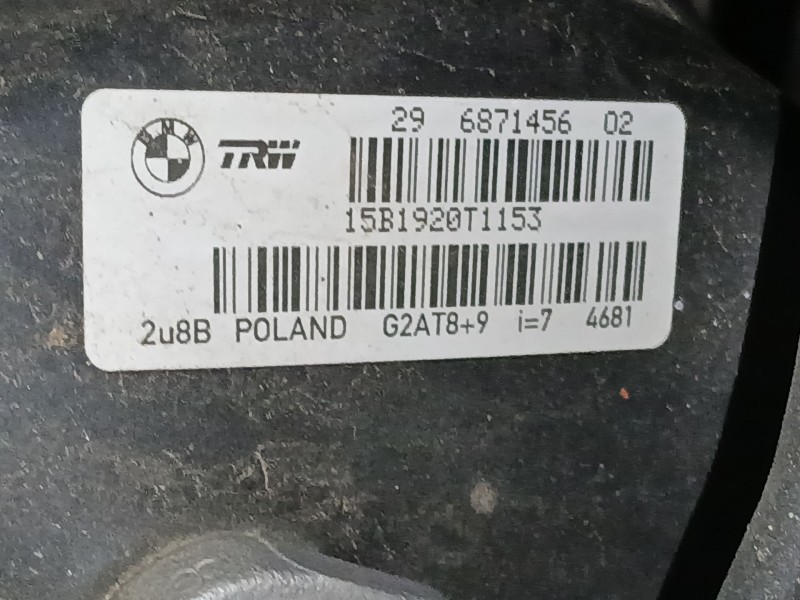 29 6871456 02
BMW TRW
15B1920T1153
2u8B POLAND G2AT8+9 i=7 4681